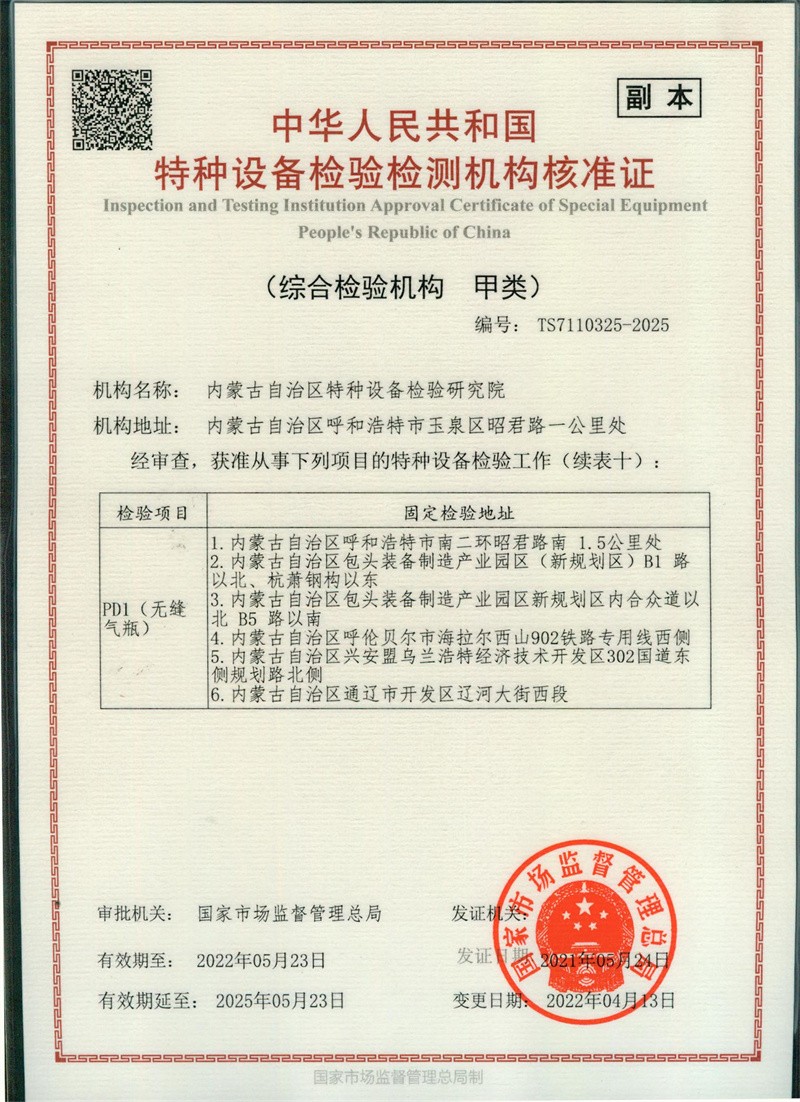 副 本
中华人民共和国
特种设备检验检测机构核准证
Inspection and Testing Institution Approval Certificate of Special Equipment
People's Republic of China
（综合检验机构 甲类）
编号： TS7110325-2025
机构名称： 内蒙古自治区特种设备检验研究院
机构地址： 内蒙古自治区呼和浩特市玉泉区昭君路一公里处
经审查，获准从事下列项目的特种设备检验工作（续表十）：
检验项目 固定检验地址
PD1（无缝
气瓶）
1. 内蒙古自治区呼和浩特市南二环昭君路南 1.5公里处
2. 内蒙古自治区包头装备制造产业园区（新规划区）B1 路
以北、杭萧钢构以东
3. 内蒙古自治区包头装备制造产业园区新规划区内合众道以
北 B5 路以南
4. 内蒙古自治区呼伦贝尔市海拉尔西山902铁路专用线西侧
5. 内蒙古自治区兴安盟乌兰浩特经济技术开发区302国道东
侧规划路北侧
6. 内蒙古自治区通辽市开发区辽河大街西段
审批机关： 国家市场监督管理总局 发证机关：
国家市场监督管理总局
有效期至： 2022年05月23日 发证日期： 2021年05月24日
有效期延至： 2025年05月23日 变更日期： 2022年04月13日
国家市场监督管理总局制